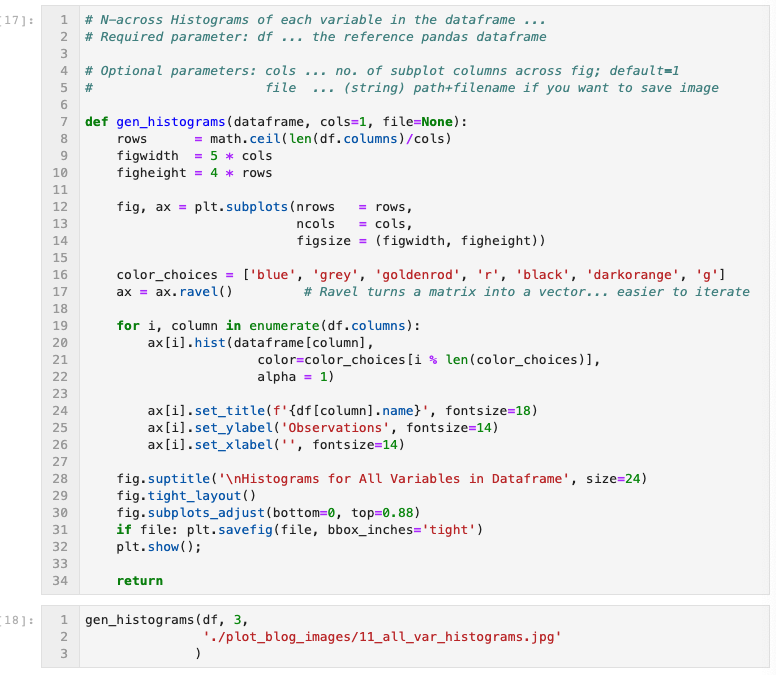 [17]:
1 # N-across Histograms of each variable in the dataframe ...
2 # Required parameter: df ... the reference pandas dataframe
3
4 # Optional parameters: cols ... no. of subplot columns across fig; default=1
5 #                      file  ... (string) path+filename if you want to save image
6
7 def gen_histograms(dataframe, cols=1, file=None):
8     rows      = math.ceil(len(df.columns)/cols)
9     figwidth  = 5 * cols
10     figheight = 4 * rows
11
12     fig, ax = plt.subplots(nrows   = rows,
13                            ncols   = cols,
14                            figsize = (figwidth, figheight))
15
16     color_choices = ['blue', 'grey', 'goldenrod', 'r', 'black', 'darkorange', 'g']
17     ax = ax.ravel()         # Ravel turns a matrix into a vector... easier to iterate
18
19     for i, column in enumerate(df.columns):
20         ax[i].hist(dataframe[column],
21                       color=color_choices[i % len(color_choices)],
22                       alpha = 1)
23
24         ax[i].set_title(f'{df[column].name}', fontsize=18)
25         ax[i].set_ylabel('Observations', fontsize=14)
26         ax[i].set_xlabel('', fontsize=14)
27
28     fig.suptitle('\nHistograms for All Variables in Dataframe', size=24)
29     fig.tight_layout()
30     fig.subplots_adjust(bottom=0, top=0.88)
31     if file: plt.savefig(file, bbox_inches='tight')
32     plt.show();
33
34     return
[18]:
1 gen_histograms(df, 3,
2                './plot_blog_images/11_all_var_histograms.jpg'
3               )